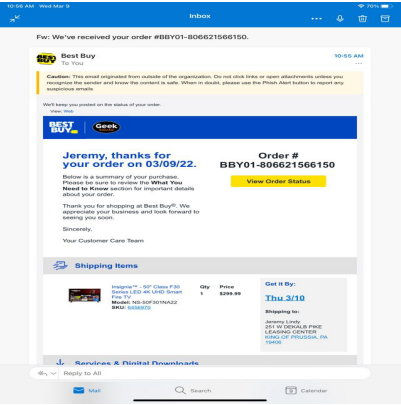 10:56 AM Wed Mar 9
70%
Inbox
Fw: We've received your order #BBY01-806621566150.
Best Buy
To You
10:55 AM
Caution: This email originated from outside of the organization. Do not click links or open attachments unless you
recognize the sender and know the content is safe. When in doubt, please use the Phish Alert button to report any
suspicious emails
We'll keep you posted on the status of your order.
View: Web
BEST
BUY
Geek
Jeremy, thanks for
your order on 03/09/22.
Below is a summary of your purchase.
Please be sure to review the What You
Need to Know section for important details
about your order.
Thank you for shopping at Best Buy®. We
appreciate your business and look forward to
seeing you soon.
Sincerely,
Your Customer Care Team
Order #
BBY01-806621566150
View Order Status
Shipping Items
Insignia™ - 50" Class F30
Series LED 4K UHD Smart
Fire TV
Model: NS-50F301NA22
SKU:
Qty Price
1 $299.99
Get it By:
Thu 3/10
Shipping to:
Jeremy Lindy
251 W DEKALB PIKE
LEASING CENTER
KING OF PRUSSIA, PA
19406
Services & Digital Downloads
Reply to All
Mail
Search
Calendar